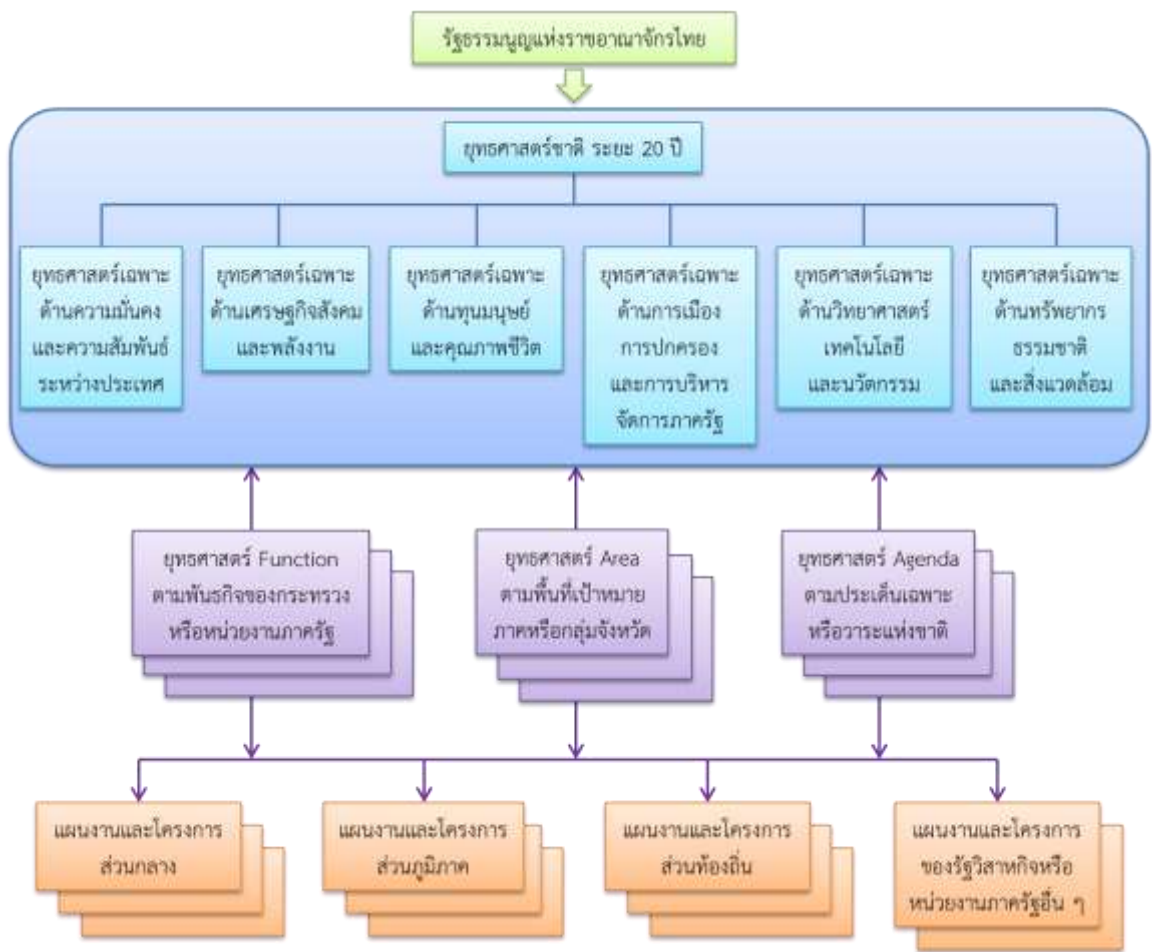 รัฐธรรมนูญแห่งราชอาณาจักรไทย
ยุทธศาสตร์ชาติ ระยะ 20 ปี
ยุทธศาสตร์เฉพาะ
ด้านความมั่นคง
และความสัมพันธ์
ระหว่างประเทศ
ยุทธศาสตร์เฉพาะ
ด้านเศรษฐกิจสังคม
และพลังงาน
ยุทธศาสตร์เฉพาะ
ด้านทุนมนุษย์
และคุณภาพชีวิต
ยุทธศาสตร์เฉพาะ
ด้านการเมือง
การปกครอง
และการบริหาร
จัดการภาครัฐ
ยุทธศาสตร์เฉพาะ
ด้านวิทยาศาสตร์
เทคโนโลยี
และนวัตกรรม
ยุทธศาสตร์เฉพาะ
ด้านทรัพยากร
ธรรมชาติ
และสิ่งแวดล้อม
ยุทธศาสตร์ Function
ตามพันธกิจของกระทรวง
หรือหน่วยงานภาครัฐ
ยุทธศาสตร์ Area
ตามพื้นที่เป้าหมาย
ภาคหรือกลุ่มจังหวัด
ยุทธศาสตร์ Agenda
ตามประเด็นเฉพาะ
หรือวาระแห่งชาติ
แผนงานและโครงการ
ส่วนกลาง
แผนงานและโครงการ
ส่วนภูมิภาค
แผนงานและโครงการ
ส่วนท้องถิ่น
แผนงานและโครงการ
ของรัฐวิสาหกิจหรือ
หน่วยงานภาครัฐอื่น ๆ